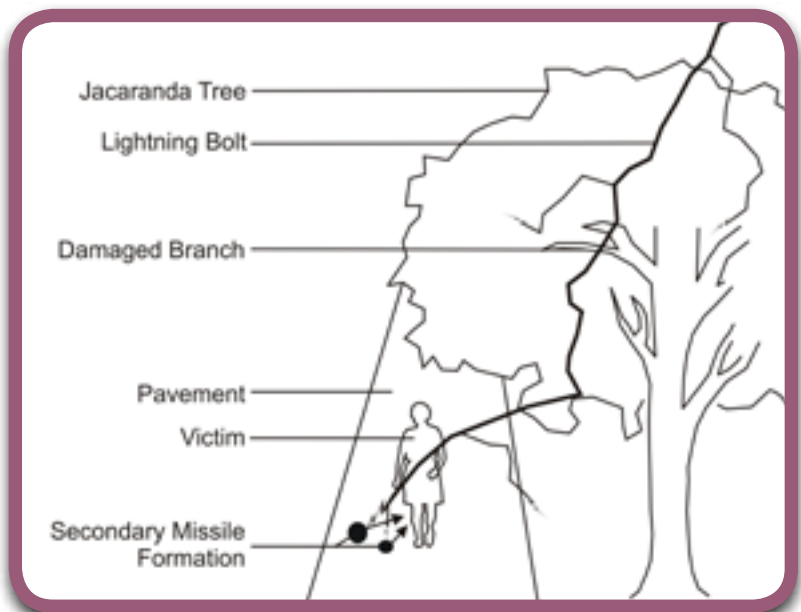 Jacaranda Tree
Lightning Bolt
Damaged Branch
Pavement
Victim
Secondary Missile
Formation